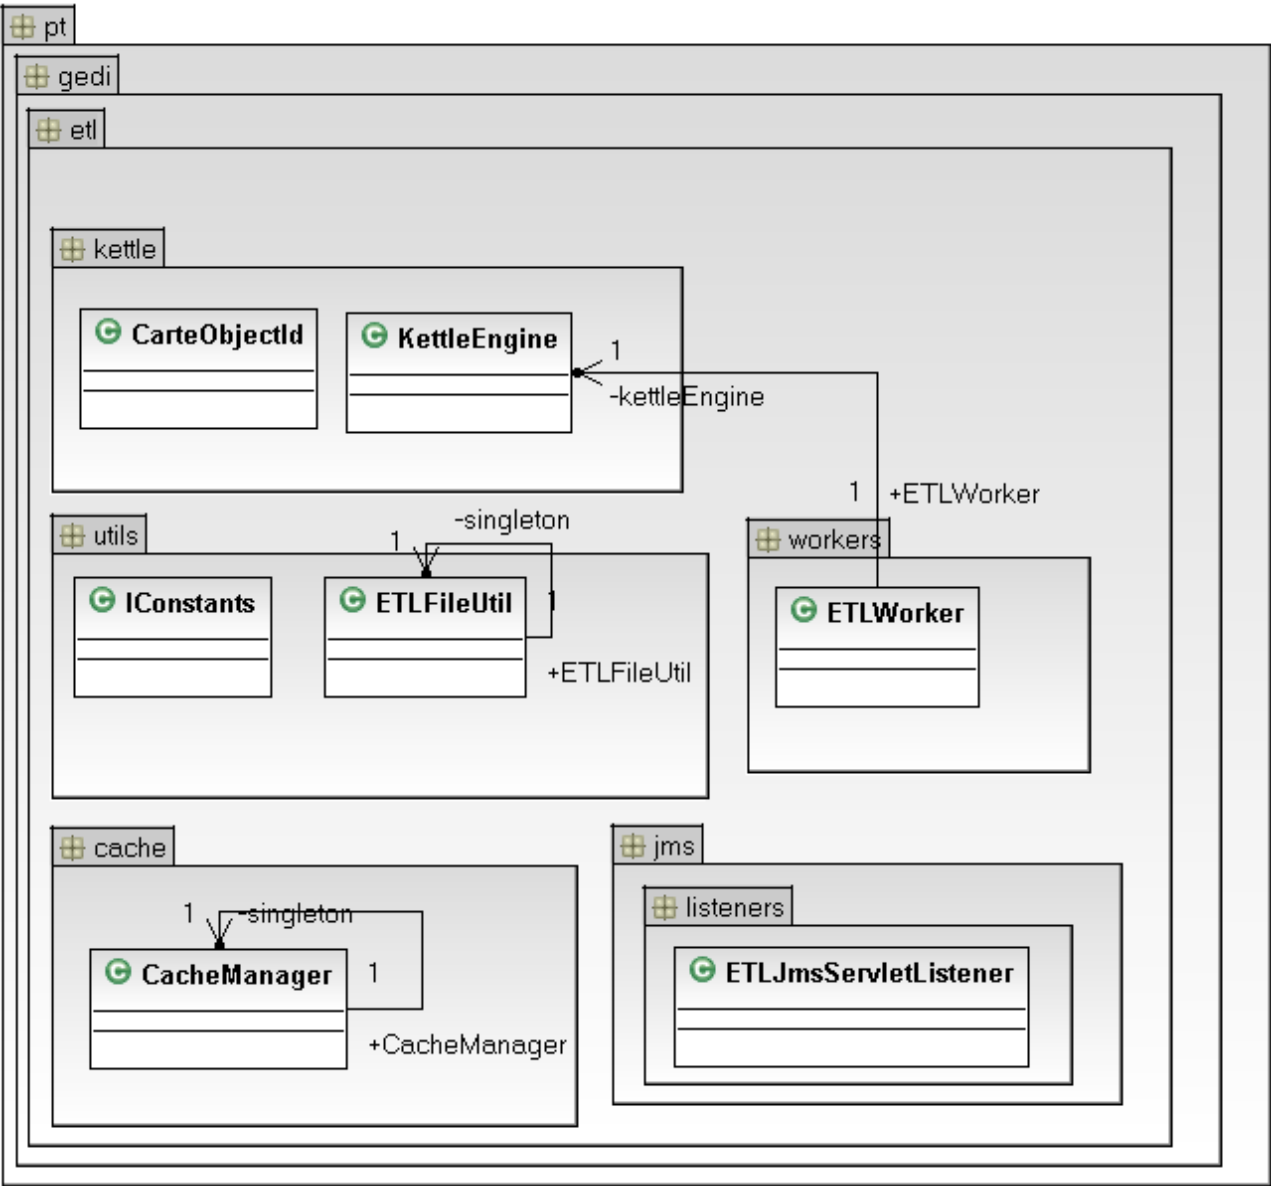 pt
gedi
etl
kettle
C CarteObjectId
C KettleEngine
1
-kettleEngine
1 +ETLWorker
utils
-singleton
1
workers
C IConstants
C ETLFileUtil
1
C ETLWorker
+ETLFileUtil
cache
jms
listeners
1 -singleton
C CacheManager
1
C ETLJmsServletListener
+CacheManager